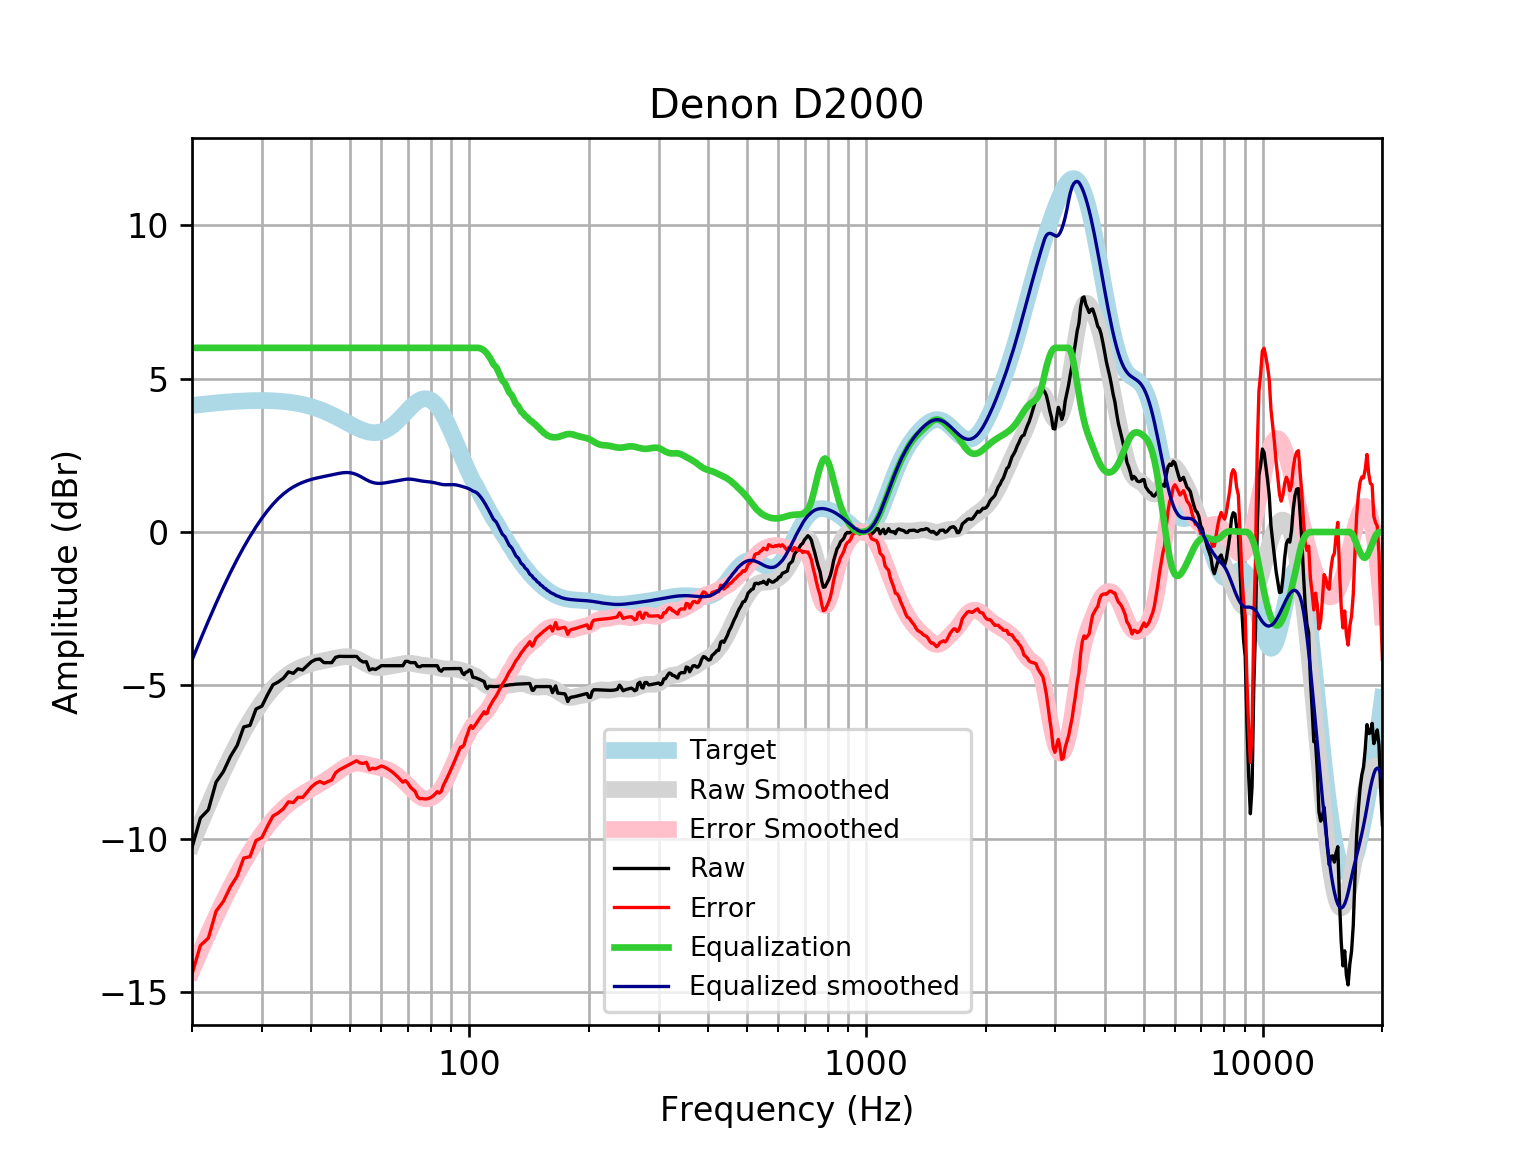 Denon D2000
Amplitude (dBr)
10
5
0
−5
−10
−15
Target
Raw Smoothed
Error Smoothed
Raw
Error
Equalization
Equalized smoothed
100
1000
10000
Frequency (Hz)